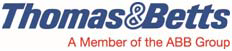 Thomas&Betts
A Member of the ABB Group